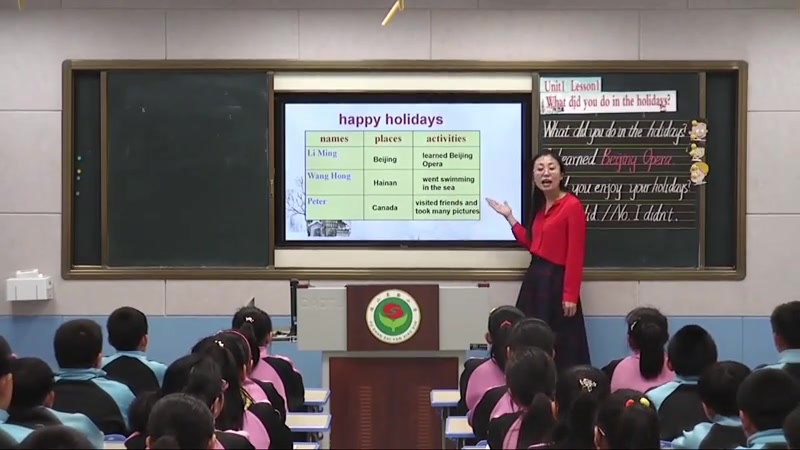 happy holidays
names places activities
Li Ming Beijing learned Beijing
Opera
Wang Hong Hainan went swimming
in the sea
Peter Canada visited friends and
took many pictures
Unit1 Lesson1
What did you do in the holidays?
What did you do in the holidays?
learned Beijing Opera.
you enjoy your holidays?
did //No. I didn't.